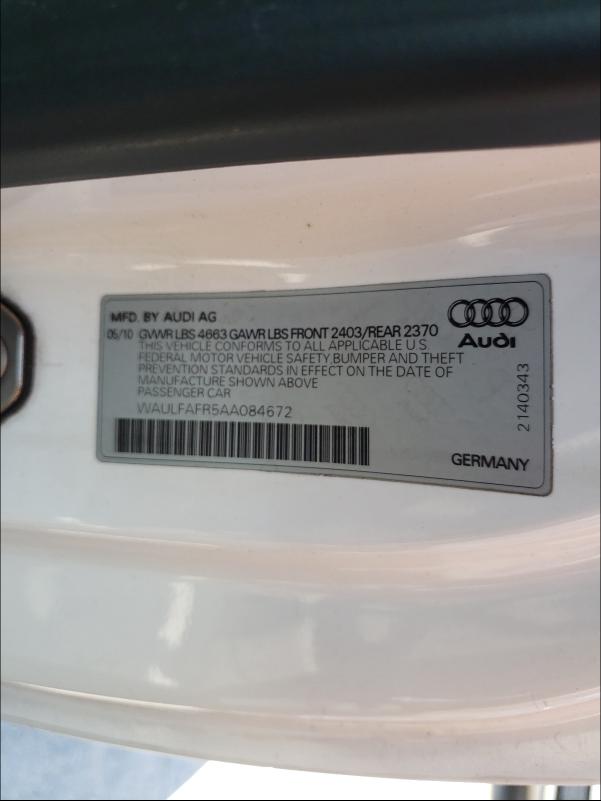 MFD. BY AUDI AG
05/10 GVWR LBS 4663 GAWR LBS FRONT 2403/REAR 2370
THIS VEHICLE CONFORMS TO ALL APPLICABLE U.S.
FEDERAL MOTOR VEHICLE SAFETY,BUMPER AND THEFT
PREVENTION STANDARDS IN EFFECT ON THE DATE OF
MANUFACTURE SHOWN ABOVE
PASSENGER CAR
WAULFAFR5AA084672
Audi
2140343
GERMANY